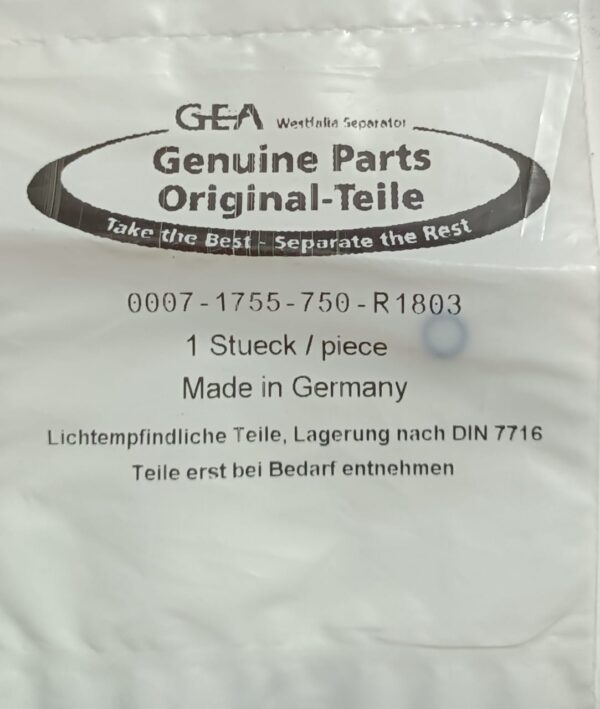 GEA Westfalia Separator
Genuine Parts
Original-Teile
Take the Best - Separate the Rest
0007-1755-750-R1803
1 Stueck / piece
Made in Germany
Lichtempfindliche Teile, Lagerung nach DIN 7716
Teile erst bei Bedarf entnehmen